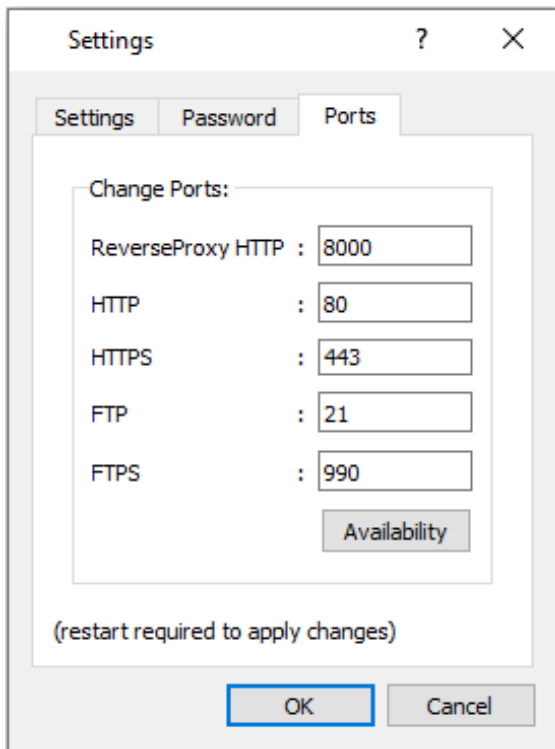 Settings ?
Settings Password Ports
Change Ports:
ReverseProxy HTTP : 8000
HTTP : 80
HTTPS : 443
FTP : 21
FTPS : 990
Availability
(restart required to apply changes)
OK Cancel